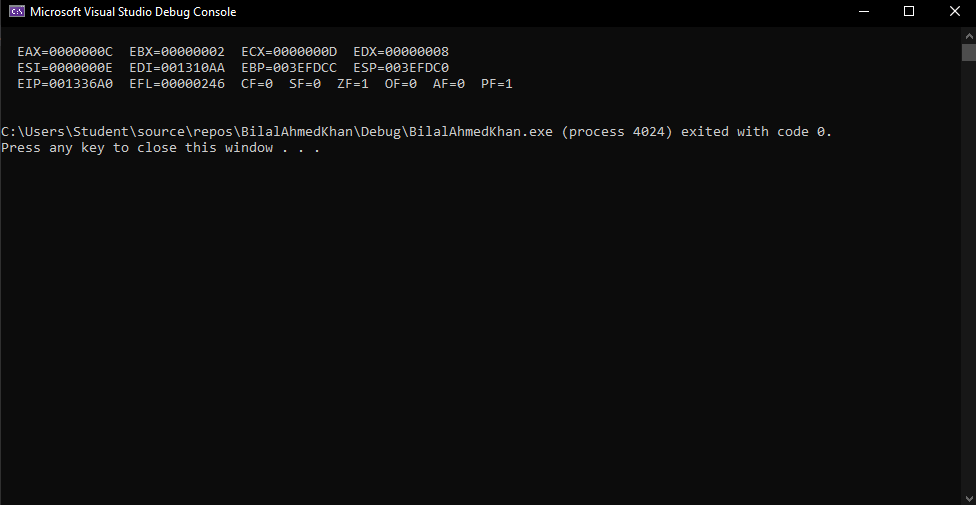 Microsoft Visual Studio Debug Console
EAX=0000000C EBX=00000002 ECX=0000000D EDX=00000008
ESI=0000000E EDI=001310AA EBP=003EFDCC ESP=003EFDC0
EIP=001336A0 EFL=00000246 CF=0 SF=0 ZF=1 OF=0 AF=0 PF=1
C:\Users\Student\source\repos\BilalAhmedKhan\Debug\BilalAhmedKhan.exe (process 4024) exited with code 0.
Press any key to close this window . . .